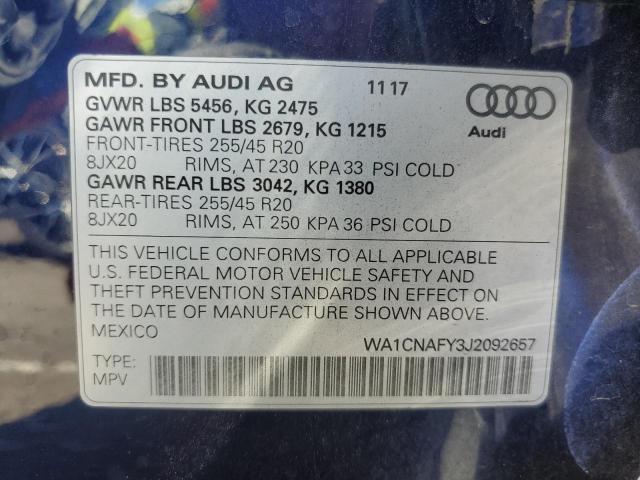 MFD. BY AUDI AG 11 17
GVWR LBS 5456, KG 2475
GAWR FRONT LBS 2679, KG 1215
FRONT-TIRES 255/45 R20
8JX20 RIMS, AT 230 KPA 33 PSI COLD
GAWR REAR LBS 3042, KG 1380
REAR-TIRES 255/45 R20
8JX20 RIMS, AT 250 KPA 36 PSI COLD
Audi
THIS VEHICLE CONFORMS TO ALL APPLICABLE
U.S. FEDERAL MOTOR VEHICLE SAFETY AND
THEFT PREVENTION STANDARDS IN EFFECT ON
THE DATE OF MANUFACTURE SHOWN ABOVE.
MEXICO WA1CNAFY3J2092657
TYPE:
MPV